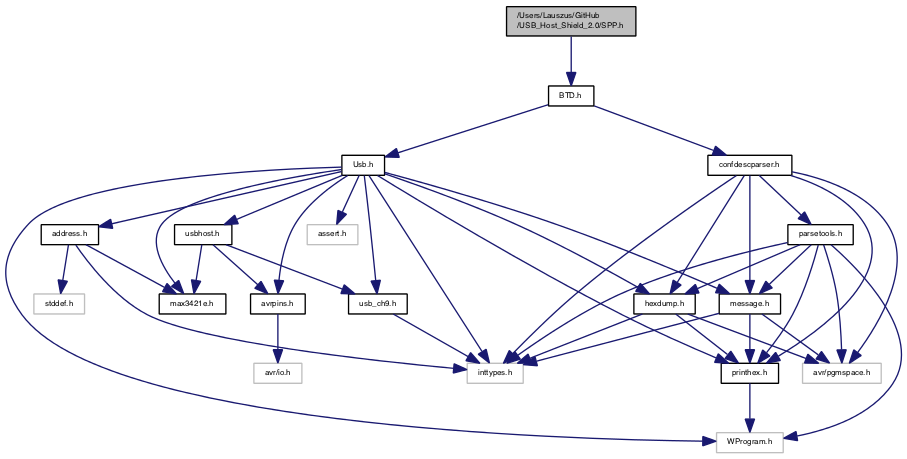 /Users/Lauszus/GitHub
/USB_Host_Shield_2.0/SPP.h
BTD.h
Usb.h
confdescparser.h
address.h
usbhost.h
assert.h
parsetools.h
stddef.h
max3421e.h
avrpins.h
usb_ch9.h
hexdump.h
message.h
avr/io.h
inttypes.h
printhex.h
avr/pgmspace.h
WProgram.h